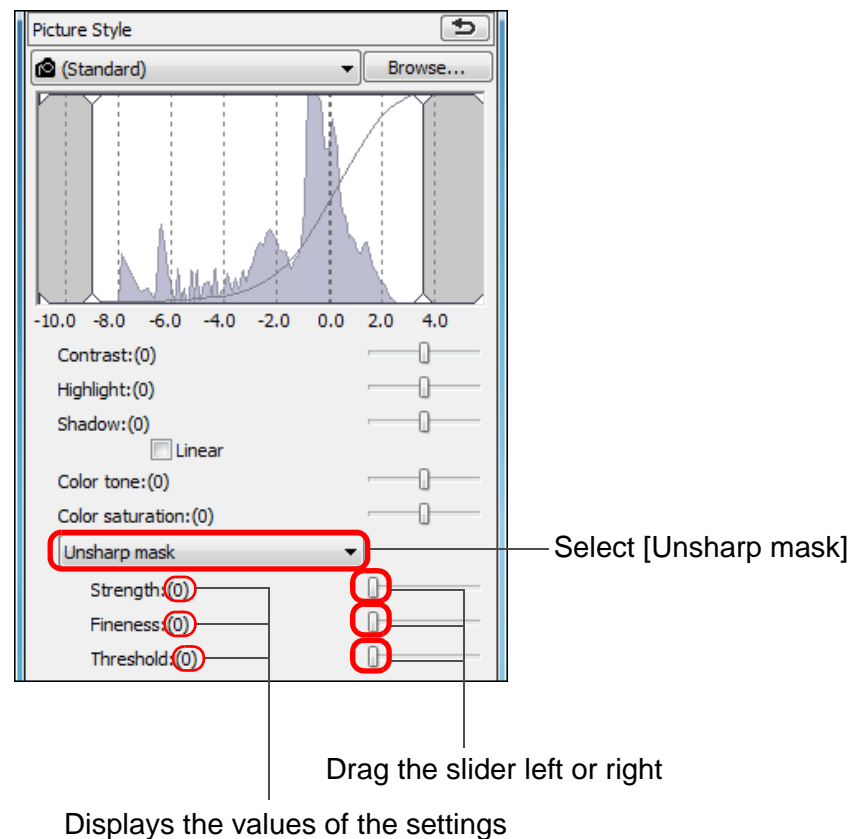 Picture Style
(Standard) Browse...
-10.0 -8.0 -6.0 -4.0 -2.0 0.0 2.0 4.0
Contrast:(0)
Highlight:(0)
Shadow:(0)
Linear
Color tone:(0)
Color saturation:(0)
Unsharp mask
Select [Unsharp mask]
Strength:(0)
Fineness:(0)
Threshold:(0)
Drag the slider left or right
Displays the values of the settings